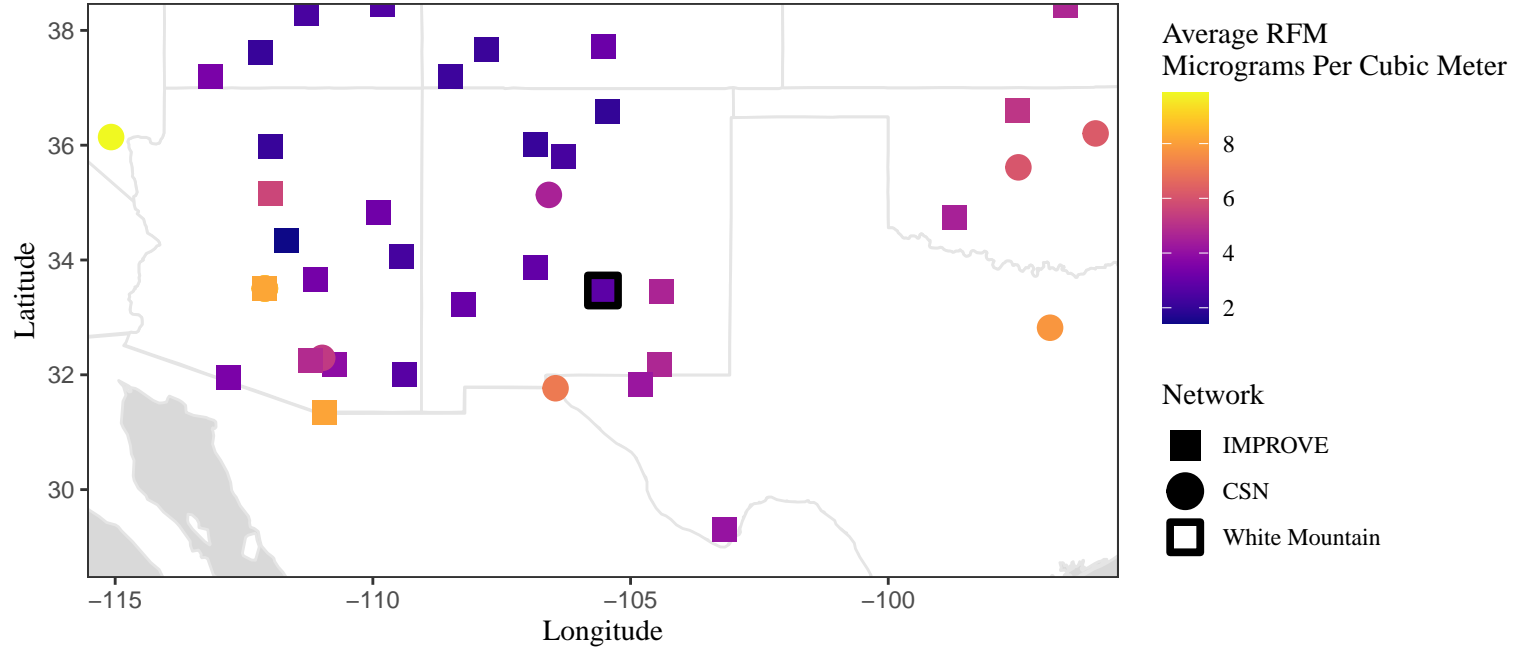 38
36
34
32
30
Latitude
−115
−110
−105
−100
Longitude
Average RFM
Micrograms Per Cubic Meter
8
6
4
2
Network
IMPROVE
CSN
White Mountain